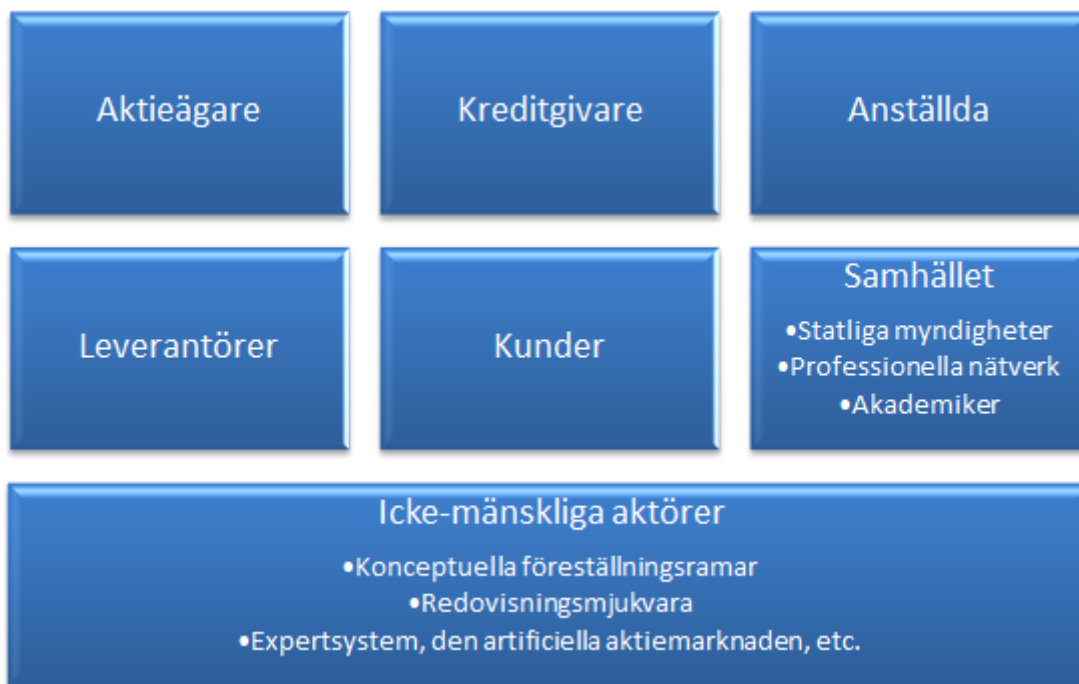 Aktieägare
Kreditgivare
Anställda
Leverantörer
Kunder
Samhället
•Statliga myndigheter
•Professionella nätverk
•Akademiker
Icke-mänskliga aktörer
•Konceptuella föreställningsramar
•Redovisningsmjukvara
•Expertsystem, den artificiella aktiemarknaden, etc.